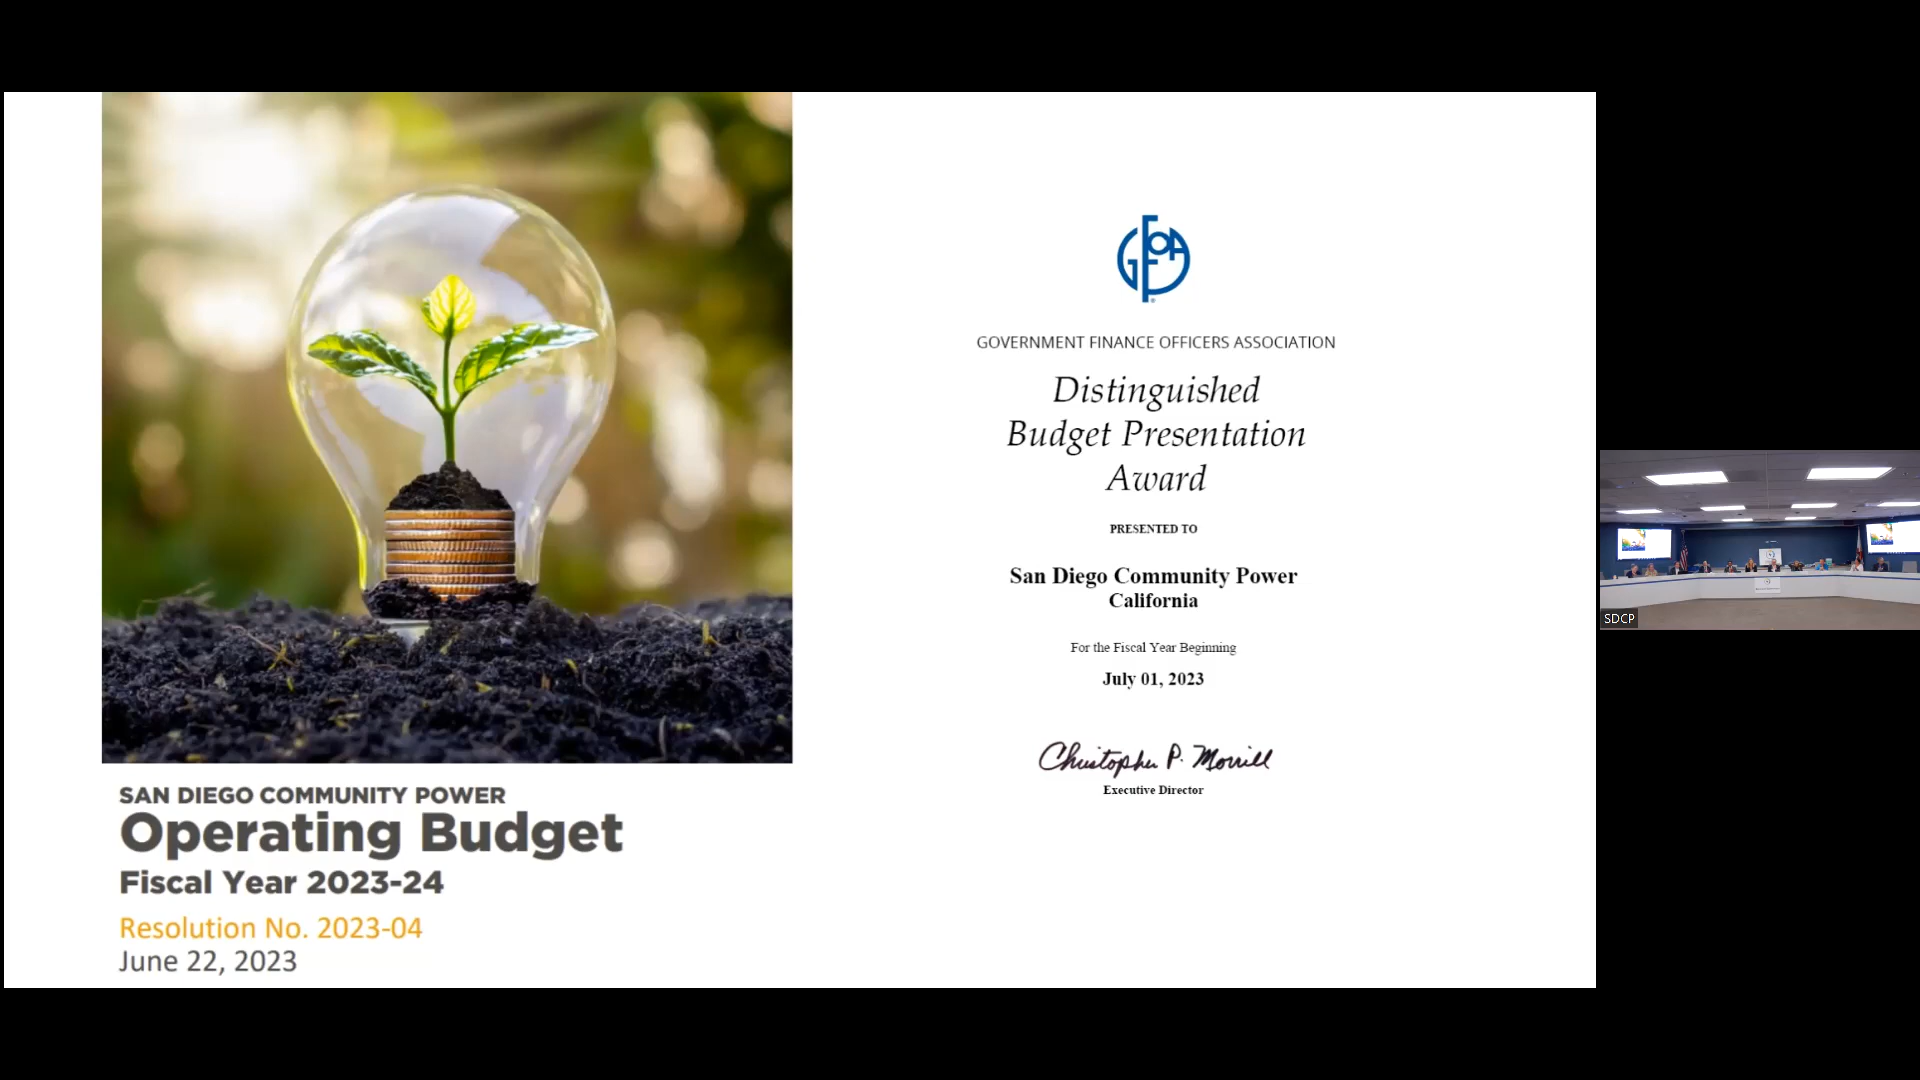 SAN DIEGO COMMUNITY POWER
Operating Budget
Fiscal Year 2023-24
Resolution No. 2023-04
June 22, 2023
GFOA
GOVERNMENT FINANCE OFFICERS ASSOCIATION
Distinguished
Budget Presentation
Award
PRESENTED TO
San Diego Community Power
California
For the Fiscal Year Beginning
July 01, 2023
Christopher P. Morrill
Executive Director
SDCP